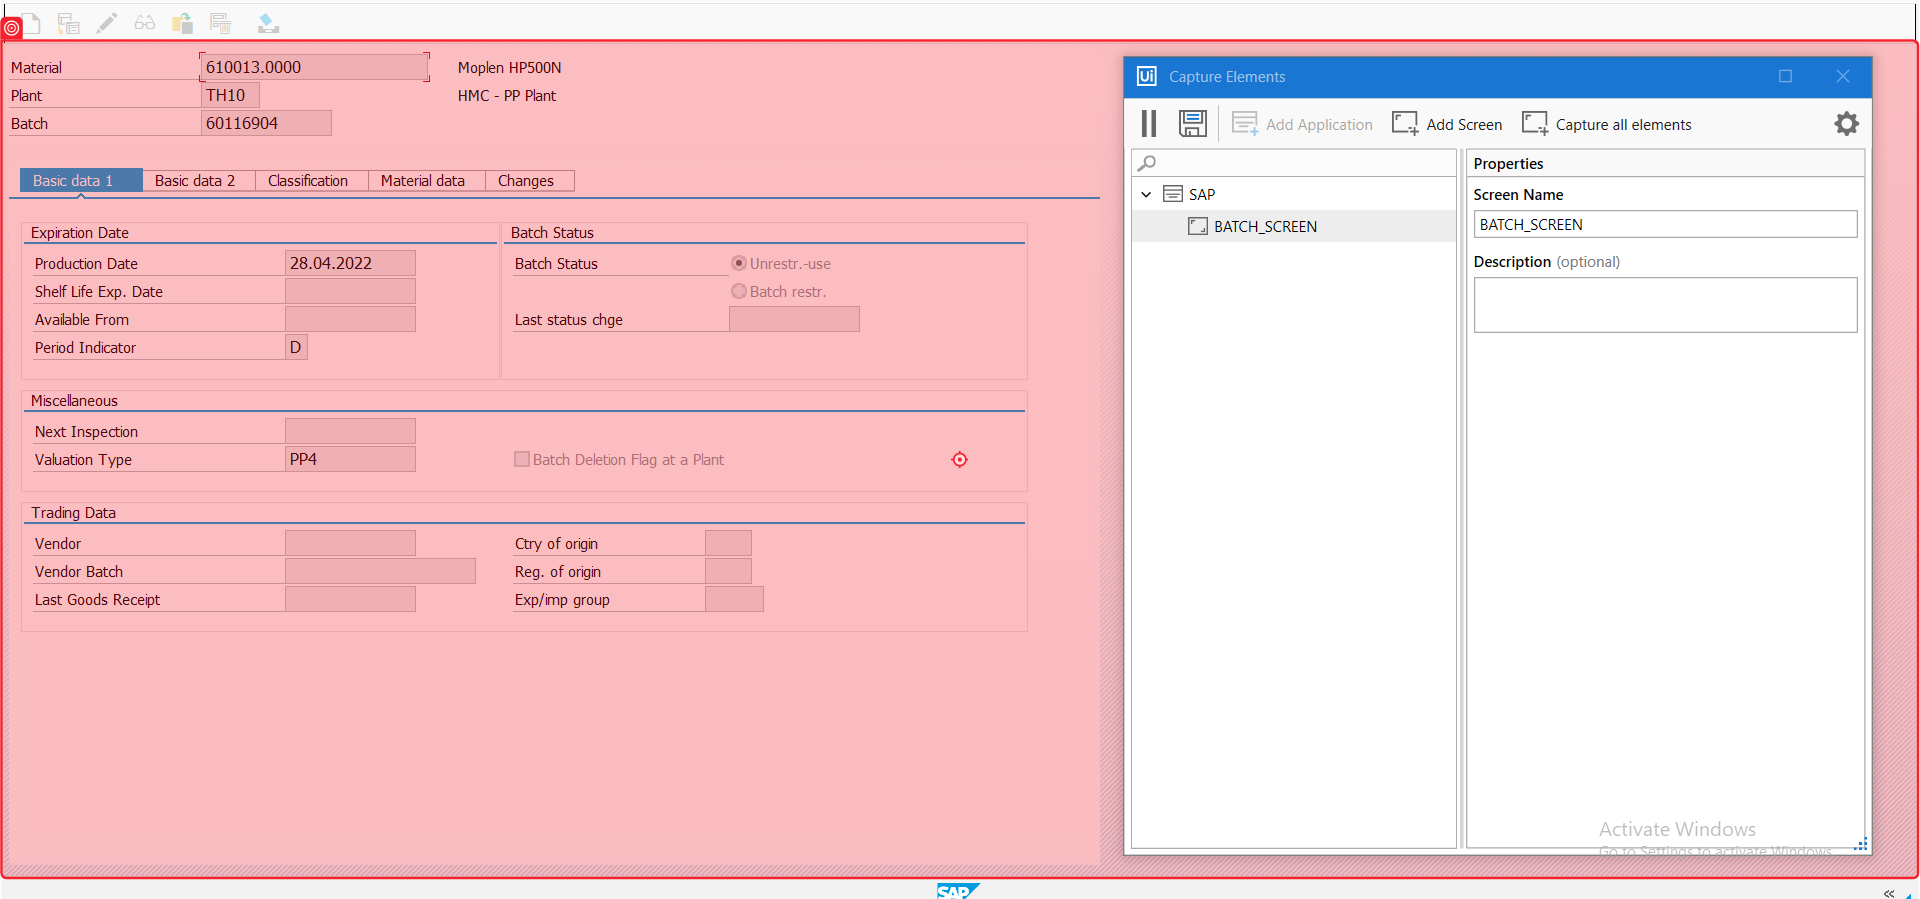 Material 610013.0000 Moplen HP500N
Plant TH10 HMC - PP Plant
Batch 60116904
Basic data 1 Basic data 2 Classification Material data Changes
Expiration Date
Production Date 28.04.2022
Shelf Life Exp. Date
Available From
Period Indicator D
Batch Status
Batch Status Unrestr.-use
Batch restr.
Last status chge
Miscellaneous
Next Inspection
Valuation Type PP4 Batch Deletion Flag at a Plant
Trading Data
Vendor Ctry of origin
Vendor Batch Reg. of origin
Last Goods Receipt Exp/imp group
SAP
Ui Capture Elements
Add Application Add Screen Capture all elements
SAP
BATCH_SCREEN
Properties
Screen Name
BATCH_SCREEN
Description (optional)
Activate Windows
Go to Settings to activate Windows.